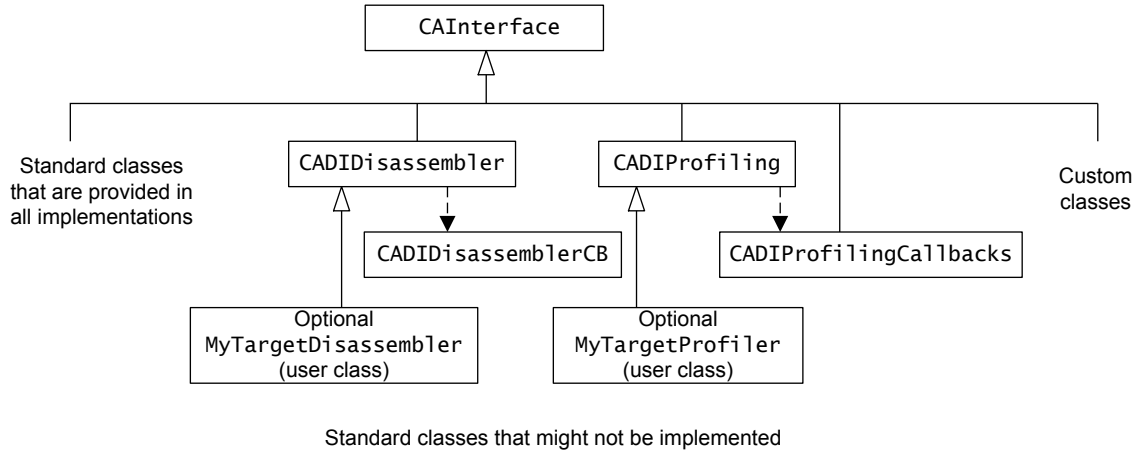 CAInterface
Standard classes
that are provided in
all implementations
CADIDisassembler
CADIProfiling
Custom
classes
CADIDisassemblerCB
CADIProfilingCallbacks
Optional
MyTargetDisassembler
(user class)
Optional
MyTargetProfiler
(user class)
Standard classes that might not be implemented